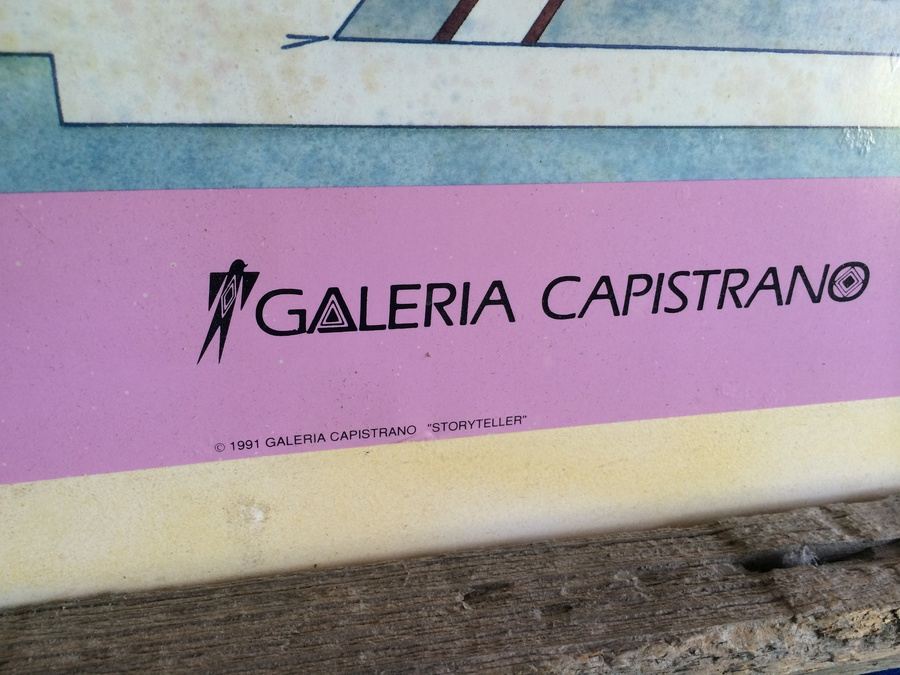 GALERIA CAPISTRANO
© 1991 GALERIA CAPISTRANO "STORYTELLER"